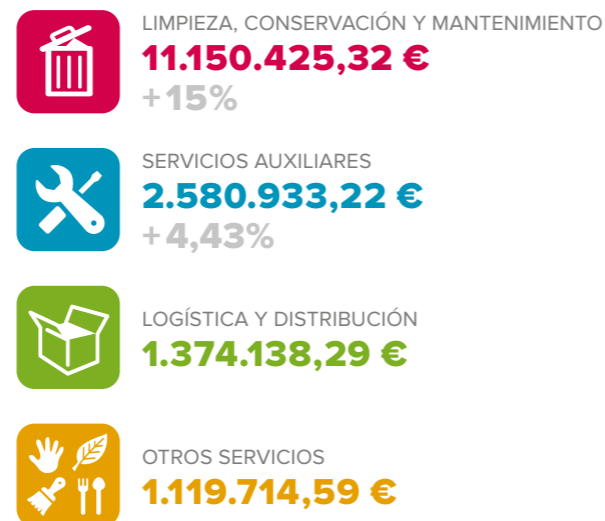 LIMPIEZA, CONSERVACIÓN Y MANTENIMIENTO
11.150.425,32 €
+15%
SERVICIOS AUXILIARES
2.580.933,22 €
+4,43%
LOGÍSTICA Y DISTRIBUCIÓN
1.374.138,29 €
OTROS SERVICIOS
1.119.714,59 €